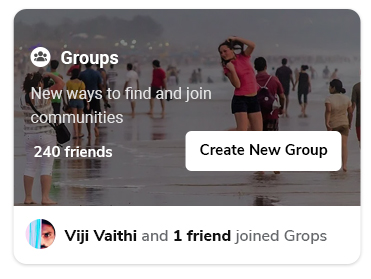 Groups
New ways to find and join
communities
240 friends
Create New Group
Viji Vaithi and 1 friend joined Grops